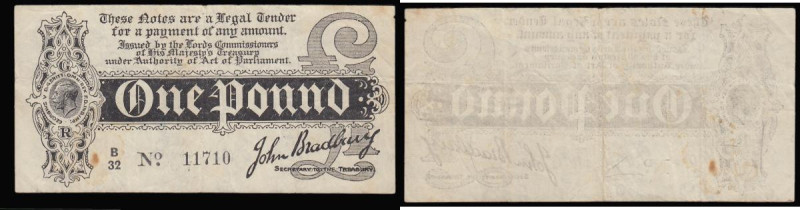 These Notes are a Legal Tender
for a payment of any amount.
Issued by the Lords Commissioners
of His Majesty's Treasury
under Authority of Act of Parliament.
G
One Pound
R
B
32 No 11710
John Bradbury
SECRETARY TO THE TREASURY.